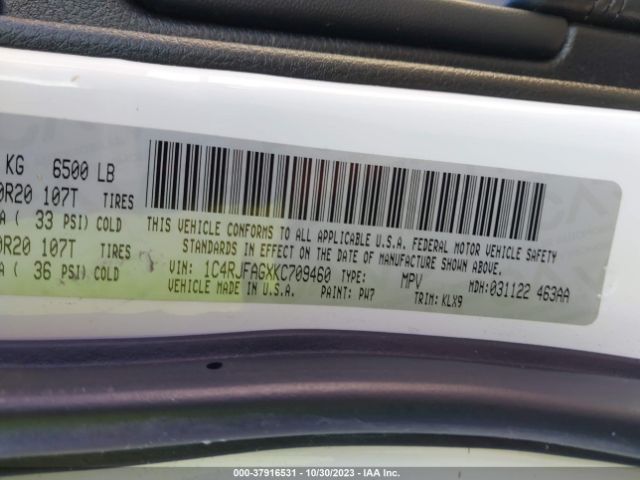 KG 6500 LB
0R20 107T TIRES
A ( 33 PSI) COLD
0R20 107T TIRES
A ( 36 PSI) COLD
THIS VEHICLE CONFORMS TO ALL APPLICABLE U.S.A. FEDERAL MOTOR VEHICLE SAFETY
STANDARDS IN EFFECT ON THE DATE OF MANUFACTURE SHOWN ABOVE.
VIN: 1C4RJFAGXKC709460 TYPE: MPV MDH:031122 463AA
VEHICLE MADE IN U.S.A. PAINT: PW7 TRIM: KLX9
000-37916531 - 10/30/2023 - IAA Inc.